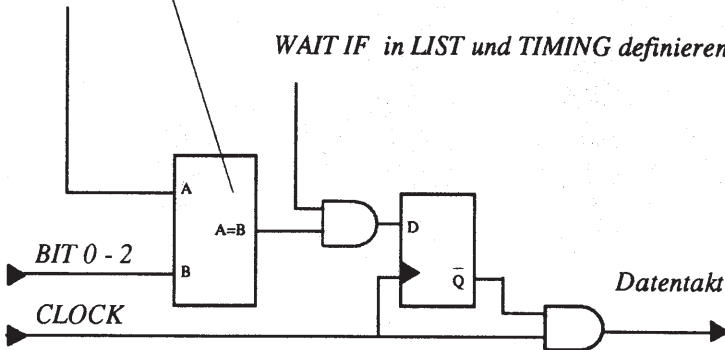 WAIT IF in LIST und TIMING definieren
A
A=B
B
D
Q
BIT 0 - 2
CLOCK
Datentakt